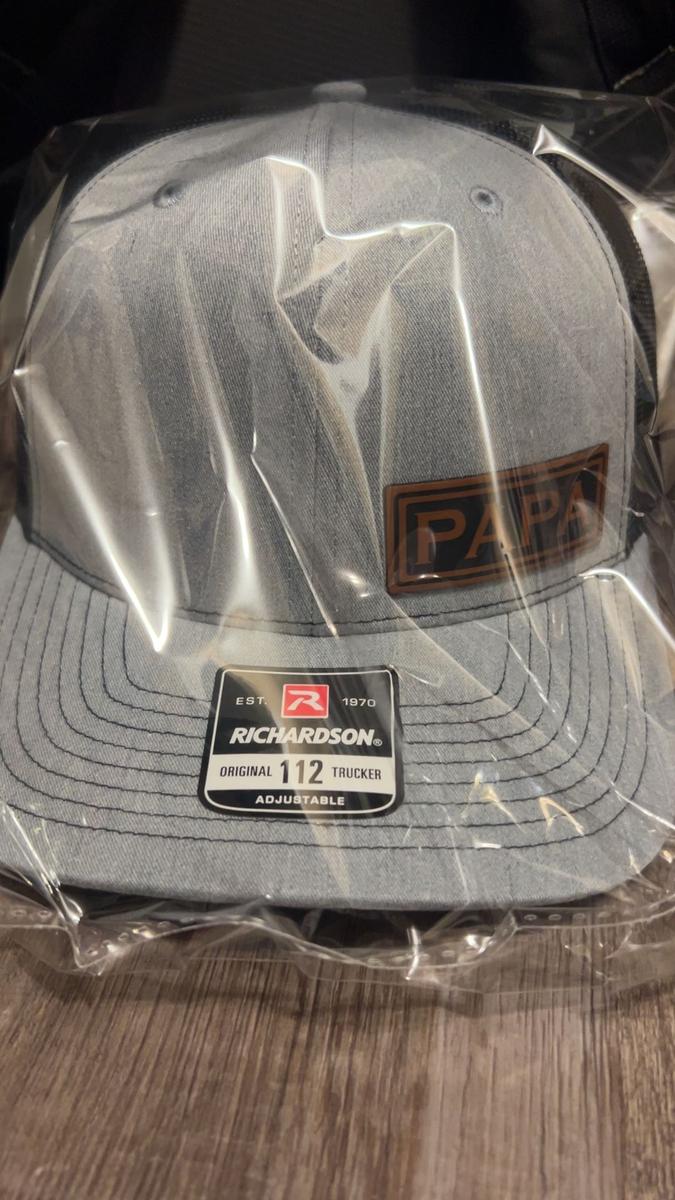 PAPA
EST. R 1970
RICHARDSON®
ORIGINAL 112 TRUCKER
ADJUSTABLE